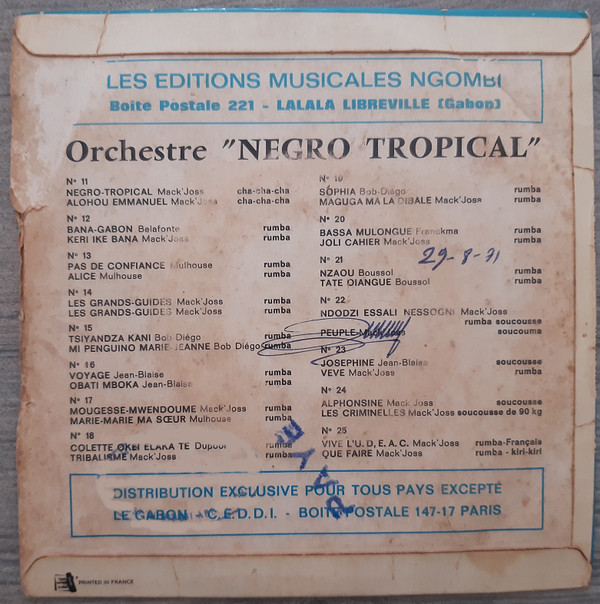 LES EDITIONS MUSICALES NGOMBI
Boite Postale 221 - LALALA LIBREVILLE (Gabon)
Orchestre "NEGRO TROPICAL"
N° 11
NEGRO-TROPICAL Mack'Joss cha-cha-cha
ALOHOU EMMANUEL Mack'Joss cha-cha-cha
N° 12
BANA-GABON Belafonte rumba
KERI IKE BANA Mack'Joss rumba
N° 13
PAS DE CONFIANCE Mulhouse rumba
ALICE Mulhouse rumba
N° 14
LES GRANDS-GUIDES Mack'Joss rumba
LES GRANDS-GUIDES Mack'Joss rumba
N° 15
TSIYANDZA KANI Bob Diégo rumba
MI PENGUINO MARIE-JEANNE Bob Diégo rumba
N° 16
VOYAGE Jean-Blaise rumba
OBATI MBOKA Jean-Blaise rumba
N° 17
MOUGESSE-MWENDOUME Mack'Joss rumba
MARIE-MARIE MA SŒUR Mulhouse rumba
N° 18
COLETTE OKEI ELAKA TE rumba
TRIBALISME Mack'Joss rumba
N° 19
SOPHIA Bob-Diégo rumba
MAGUGA MA LA DIBALE Mack'Joss rumba
N° 20
BASSA MULONGUE Franckma rumba
JOLI CAHIER Mack'Joss rumba
29-8-71
N° 21
NZAOU Boussol rumba
TATE OIANGUE Boussol rumba
N° 22
NDODZI ESSALI NESSOGNI Mack'Joss
rumba soucousse
PEUPLE Mack'Joss soucouma
N° 23
JOSEPHINE Jean-Blaise soucousse
VEVE Mack'Joss rumba
N° 24
ALPHONSINE Mack'Joss soucousse
LES CRIMINELLES Mack'Joss soucousse de 90 kg
N° 25
VIVE L'U.D.E.A.C. Mack'Joss rumba-Français
QUE FAIRE Mack'Joss rumba - kiri-kiri
DISTRIBUTION EXCLUSIVE POUR TOUS PAYS EXCEPTÉ
LE GABON - C.E.D.D.I. - BOITE POSTALE 147-17 PARIS
PRINTED IN FRANCE